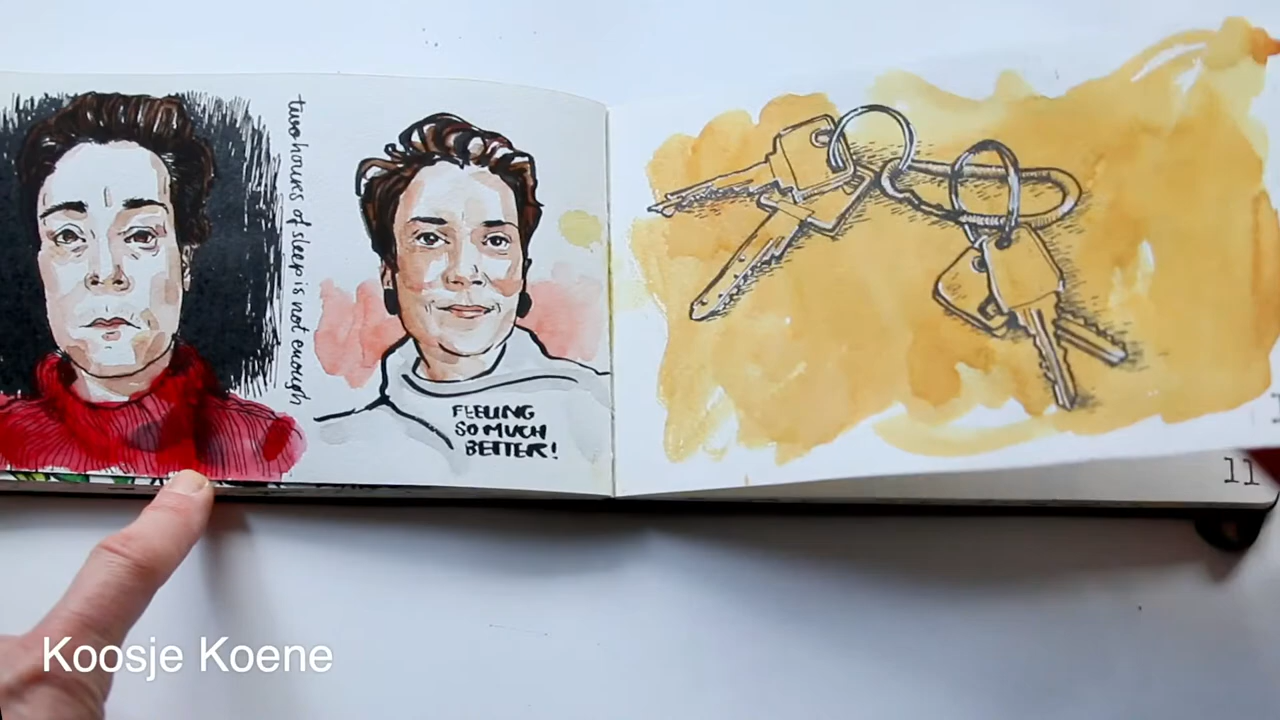 two hours of sleep is not enough
FEELING
SO MUCH
BETTER!
11
Koosje Koene